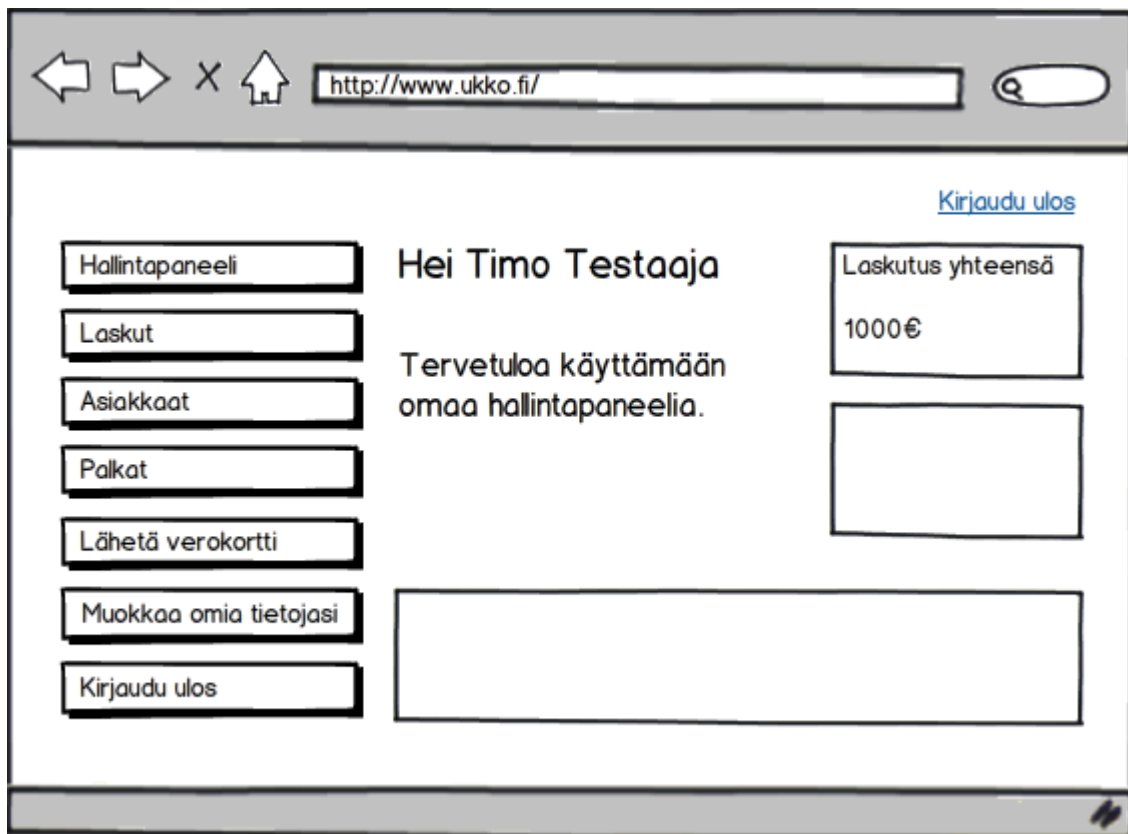 http://www.ukko.fi/
Kirjaudu ulos
Hallintapaneeli
Laskut
Asiakkaat
Palkat
Lähetä verokortti
Muokkaa omia tietojasi
Kirjaudu ulos
Hei Timo Testaaja
Tervetuloa käyttämään
omaa hallintapaneelia.
Laskutus yhteensä
1000€